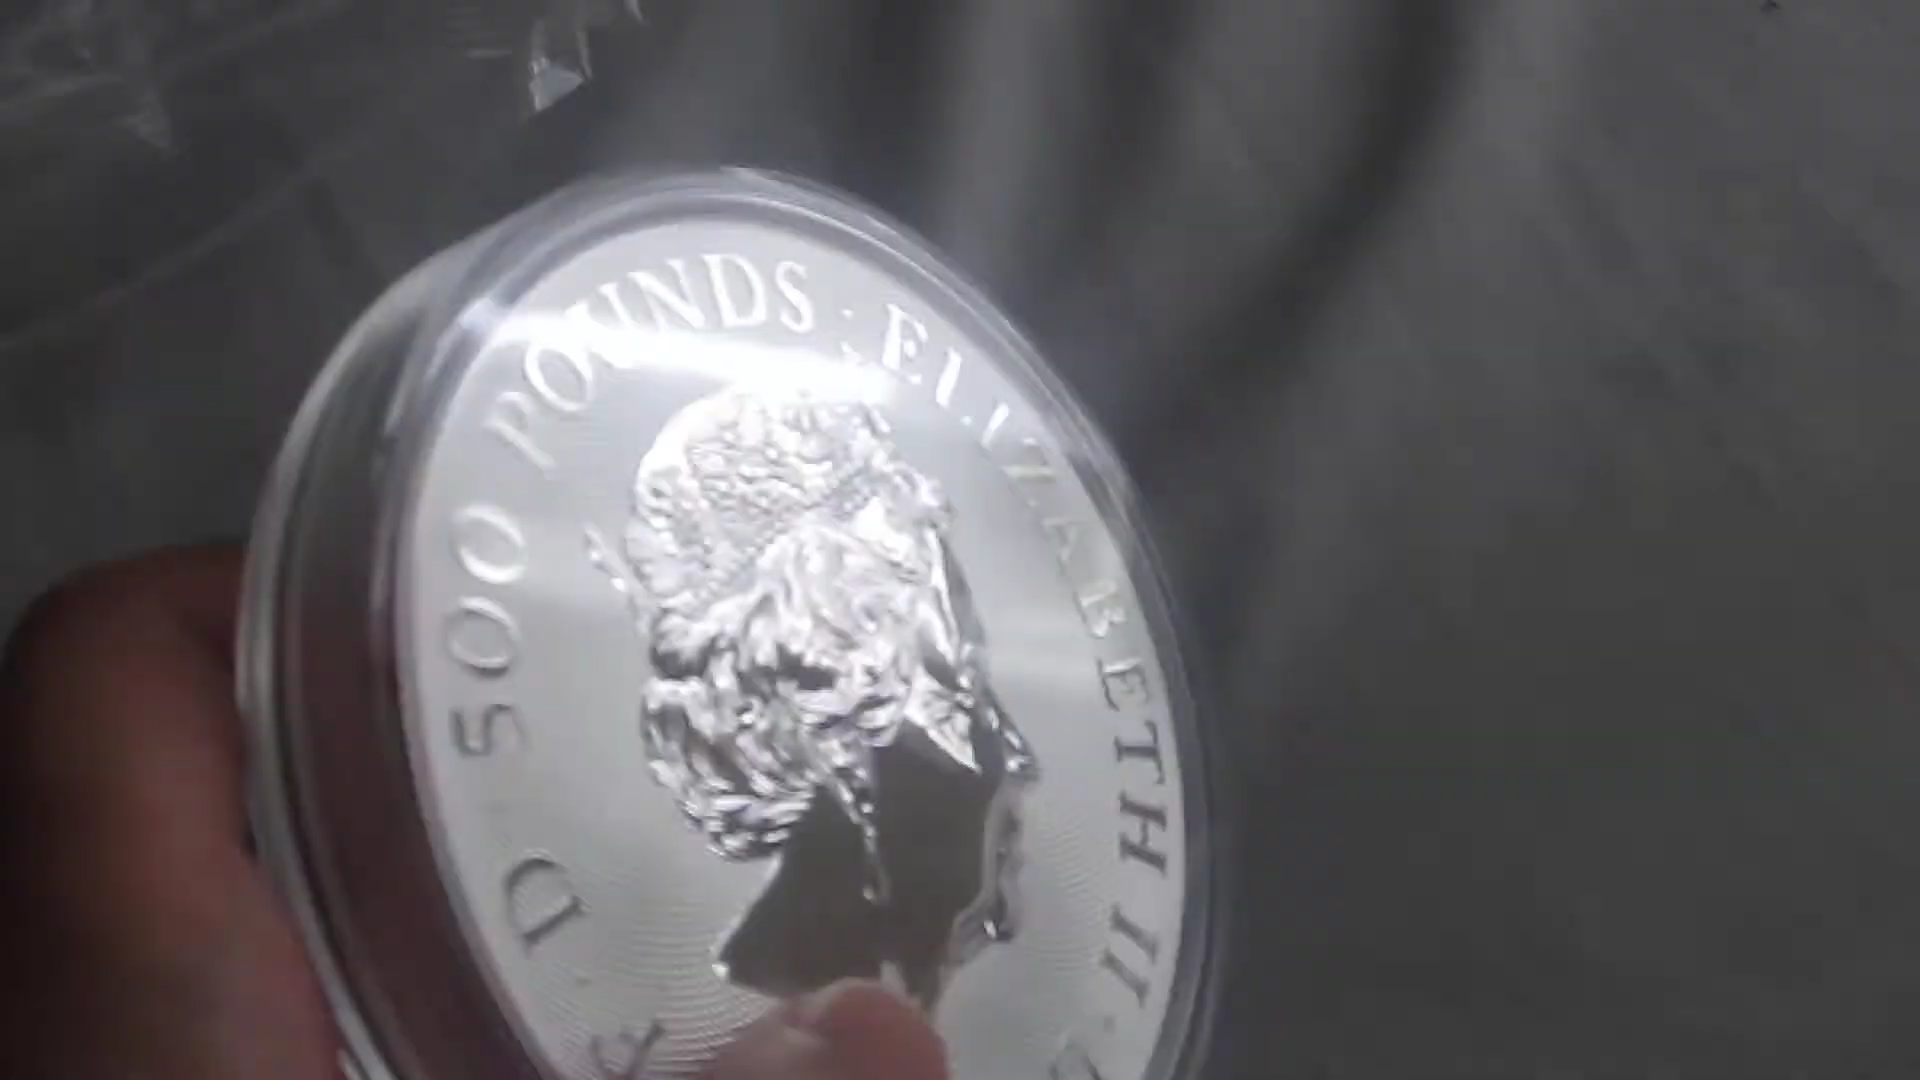 D 500 POUNDS · ELIZABETH II ·